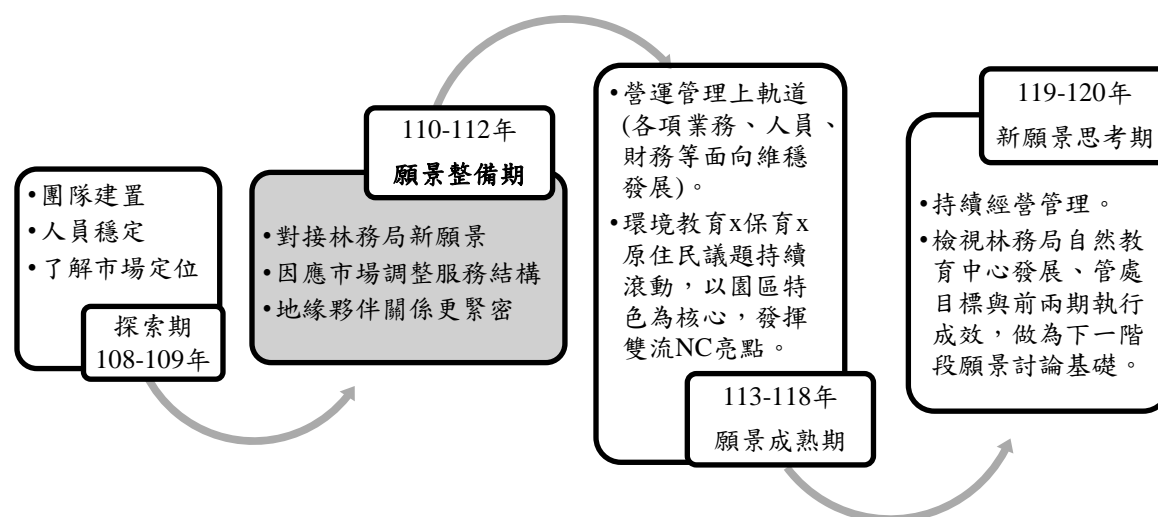 •團隊建置
•人員穩定
•了解市場定位
探索期
108-109年
110-112年
願景整備期
•對接林務局新願景
•因應市場調整服務結構
•地緣夥伴關係更緊密
•營運管理上軌道
(各項業務、人員、
財務等面向維穩
發展)。
•環境教育x保育x
原住民議題持續
滾動，以園區特
色為核心，發揮
雙流NC亮點。
113-118年
願景成熟期
119-120年
新願景思考期
•持續經營管理。
•檢視林務局自然教
育中心發展、管處
目標與前兩期執行
成效，做為下一階
段願景討論基礎。